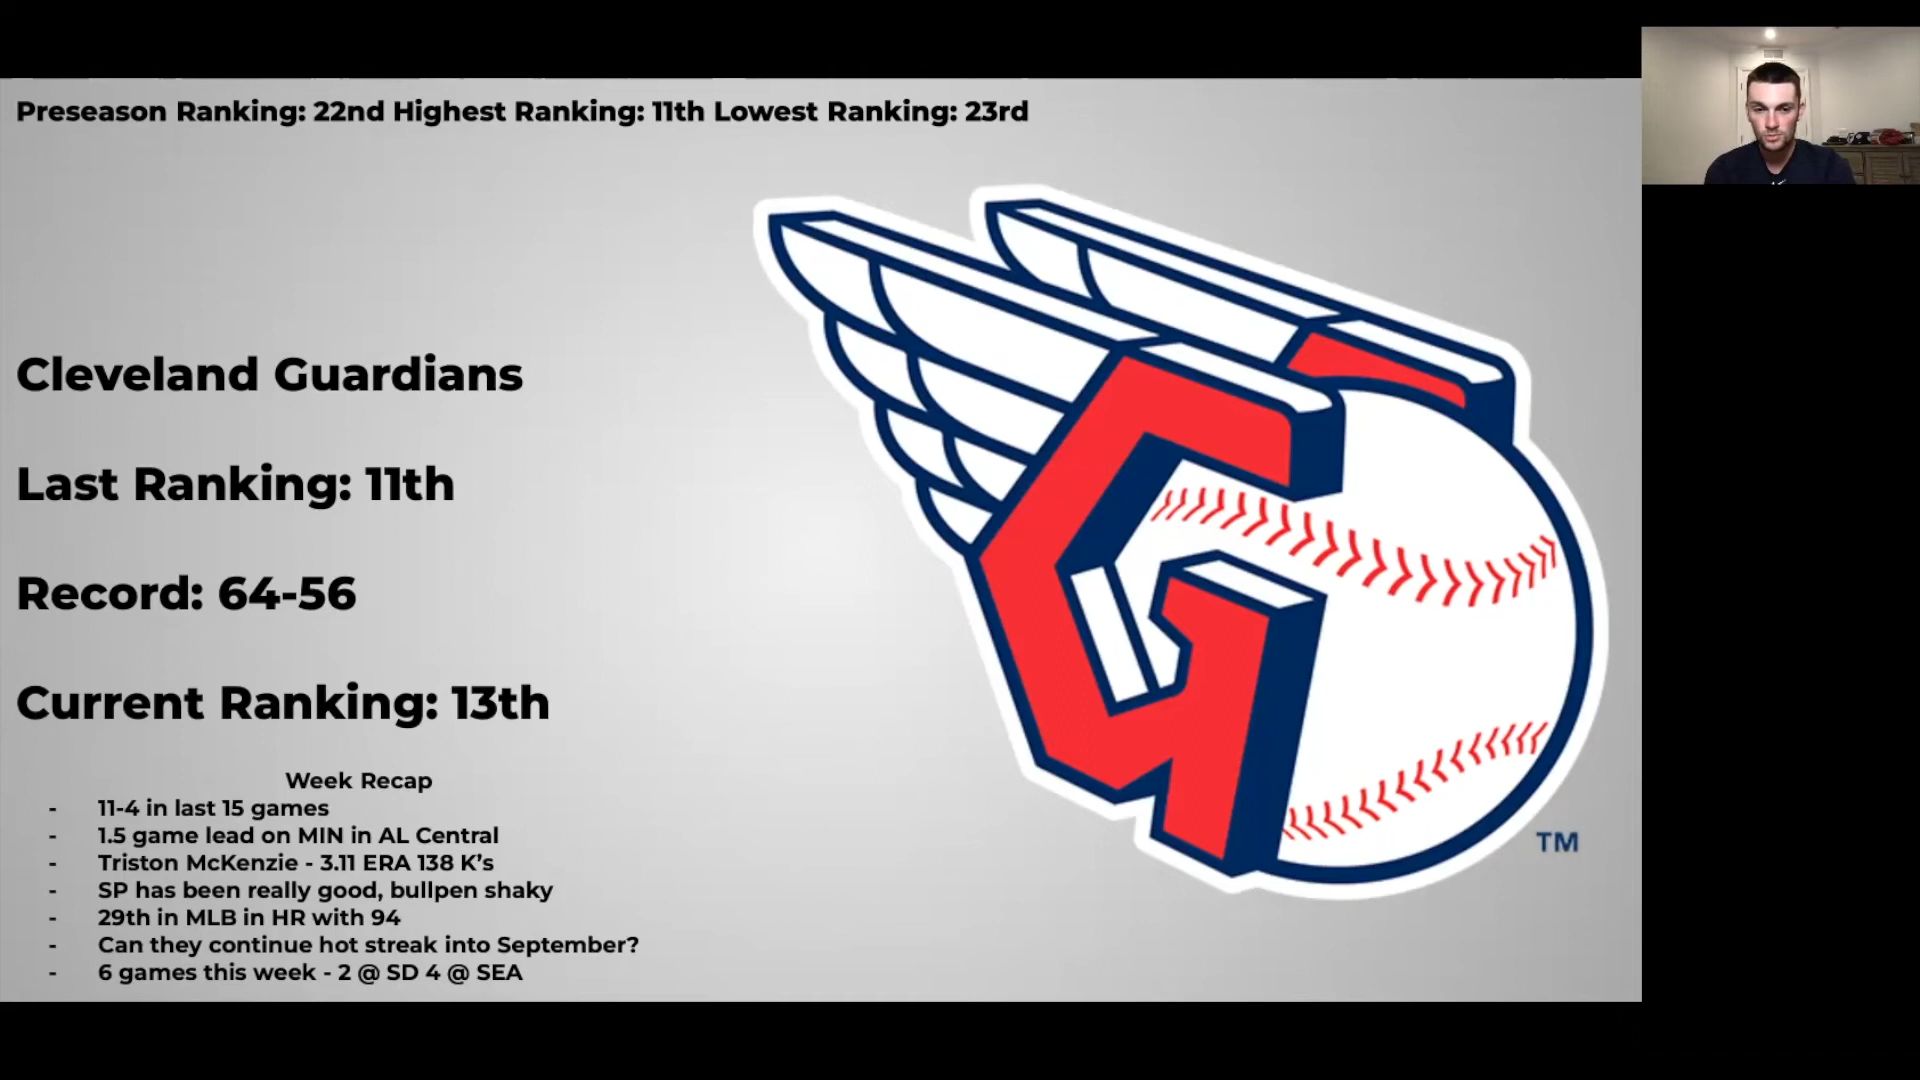 Preseason Ranking: 22nd Highest Ranking: 11th Lowest Ranking: 23rd
Cleveland Guardians
Last Ranking: 11th
Record: 64-56
Current Ranking: 13th
Week Recap
- 11-4 in last 15 games
- 1.5 game lead on MIN in AL Central
- Triston McKenzie - 3.11 ERA 138 K’s
- SP has been really good, bullpen shaky
- 29th in MLB in HR with 94
- Can they continue hot streak into September?
- 6 games this week - 2 @ SD 4 @ SEA
G
TM